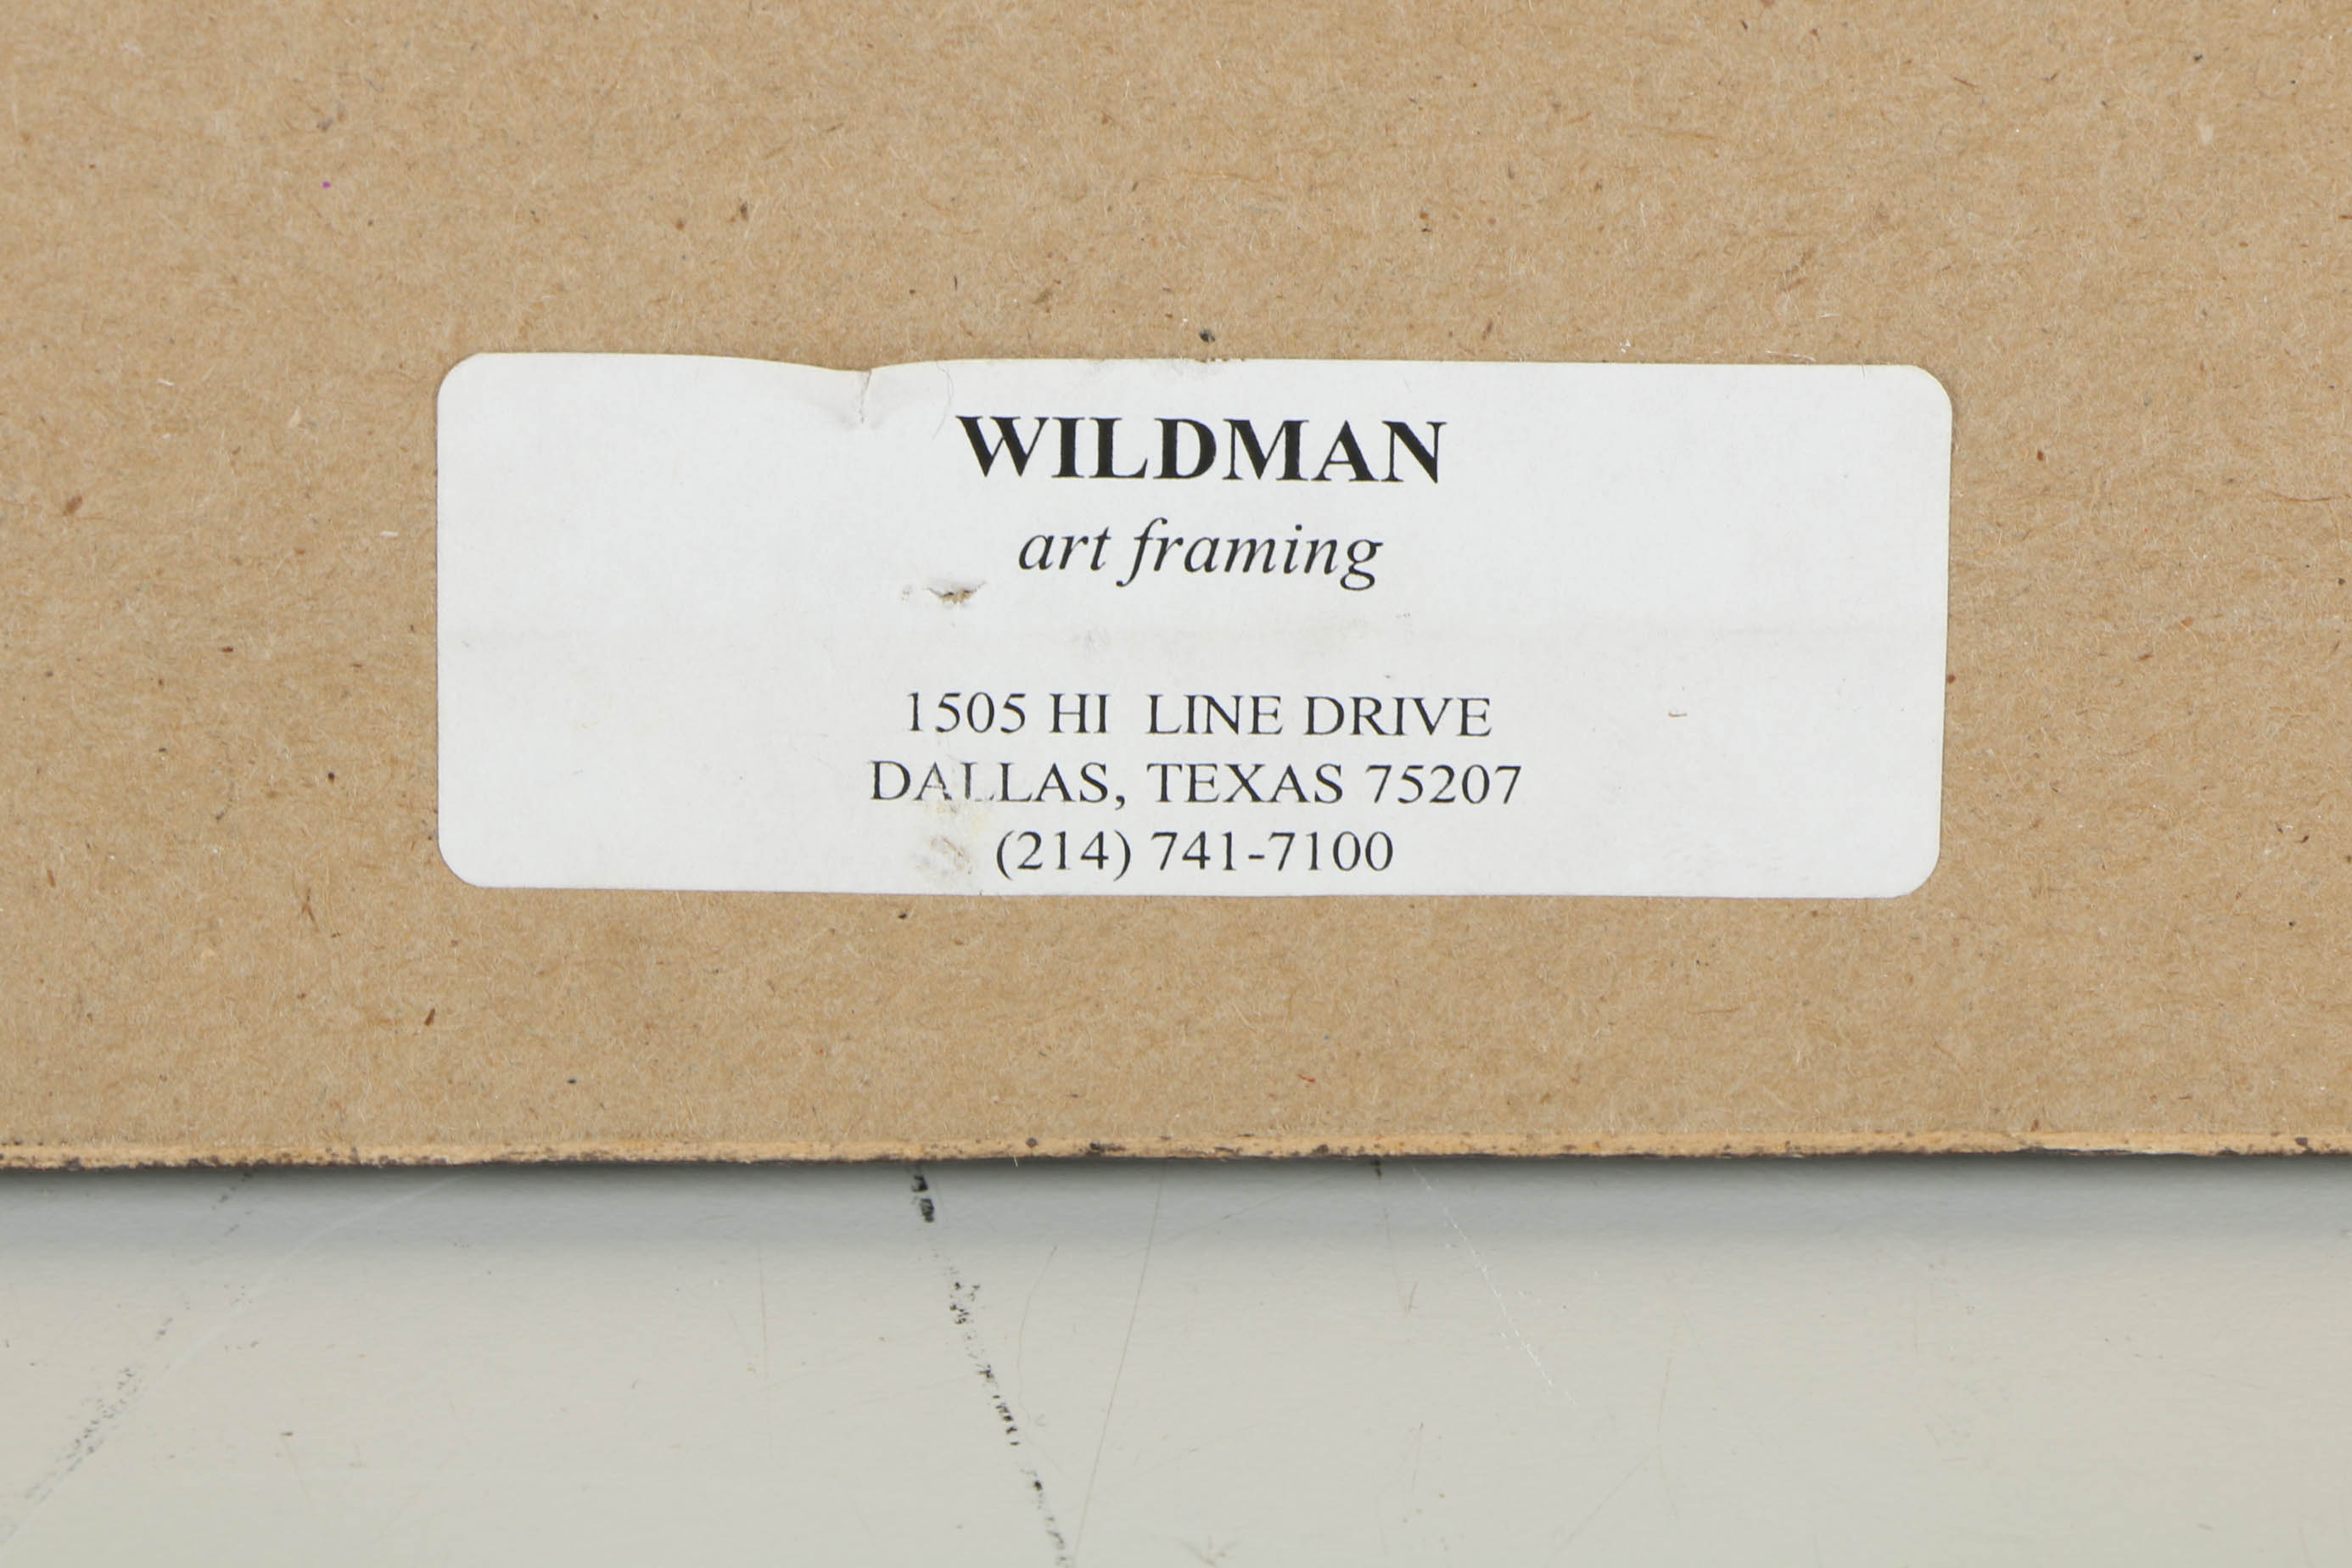 WILDMAN
art framing
1505 HI LINE DRIVE
DALLAS, TEXAS 75207
(214) 741-7100